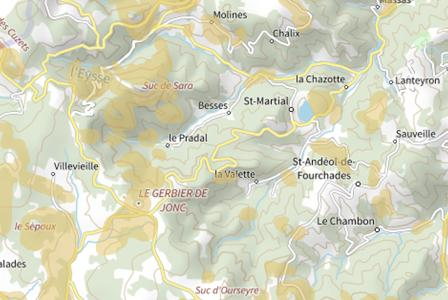 Massas
Molines
des Cuzets
Chalix
l'Eysse
la Chazotte
Lanteyron
Suc de Sara
St-Martial
Besses
le Pradal
Sauveille
St-Andéol-de-
Fourchades
Villevieille
la Valette
LE GERBIER DE
JONC
Le Chambon
le Sépoux
alades
Suc d'Ourseyre